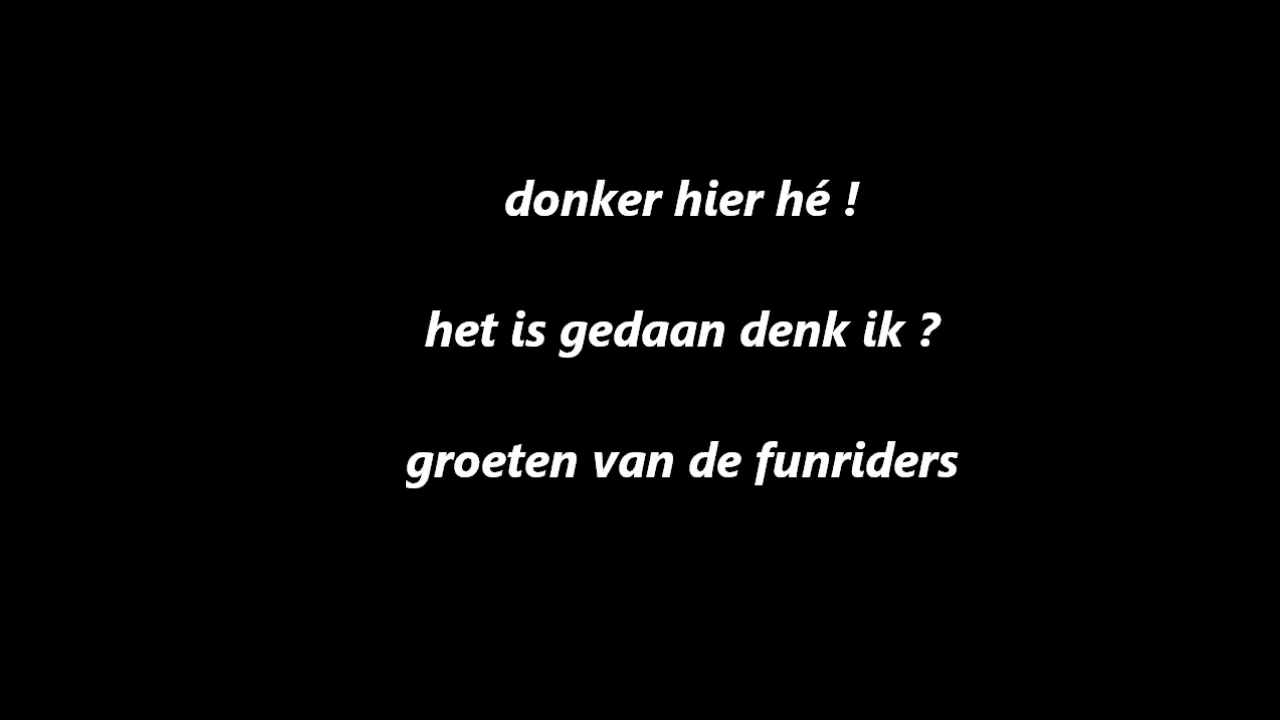 donker hier hé !
het is gedaan denk ik ?
groeten van de funriders